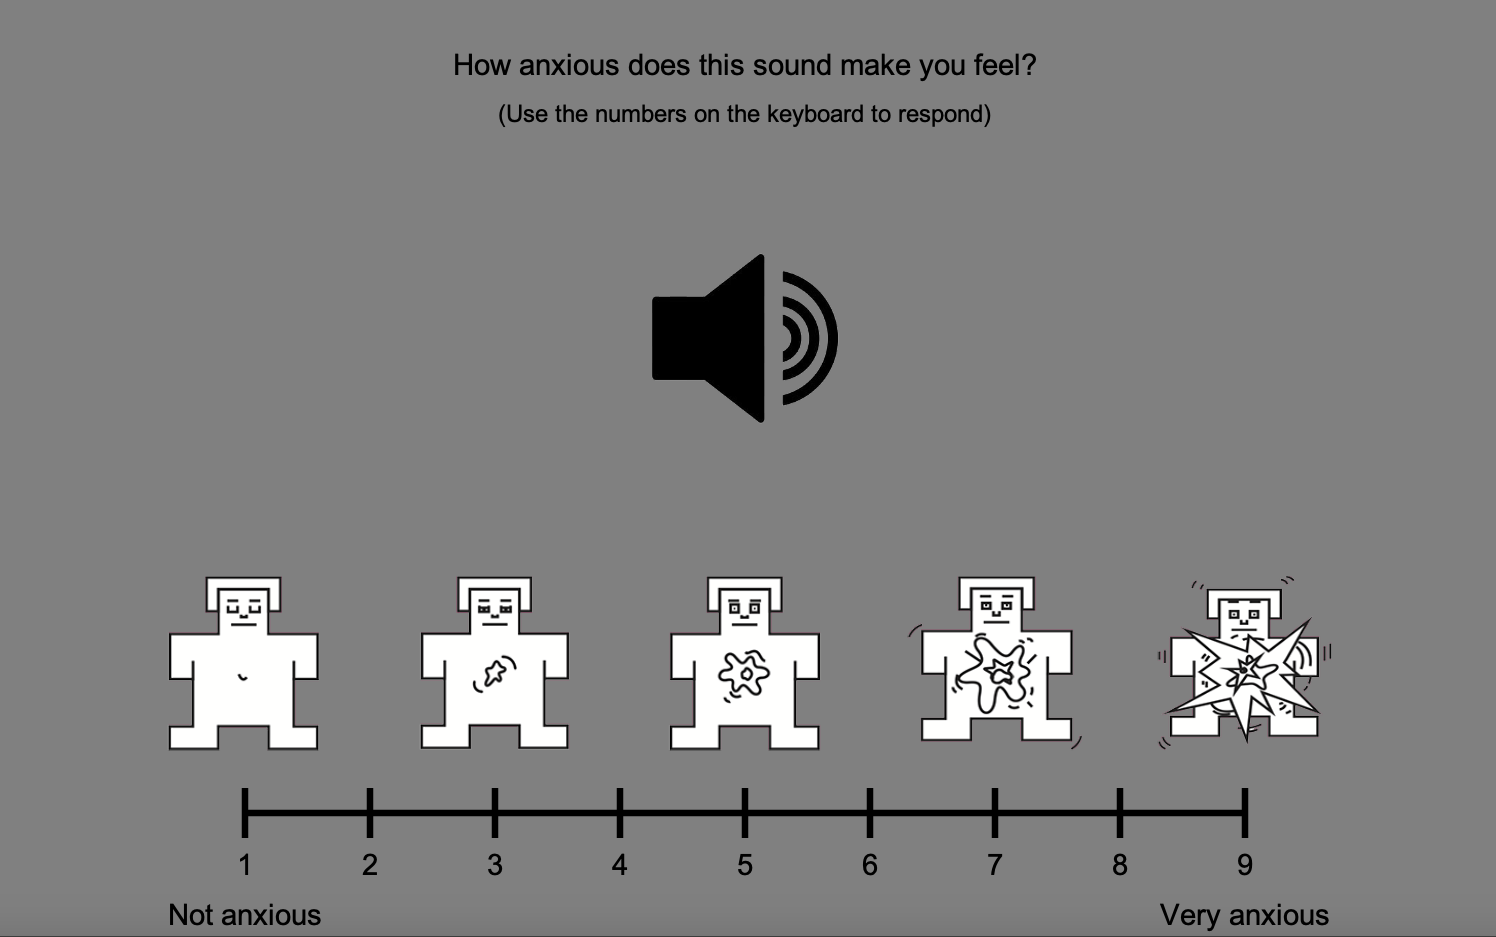 How anxious does this sound make you feel?
(Use the numbers on the keyboard to respond)
1 2 3 4 5 6 7 8 9
Not anxious Very anxious